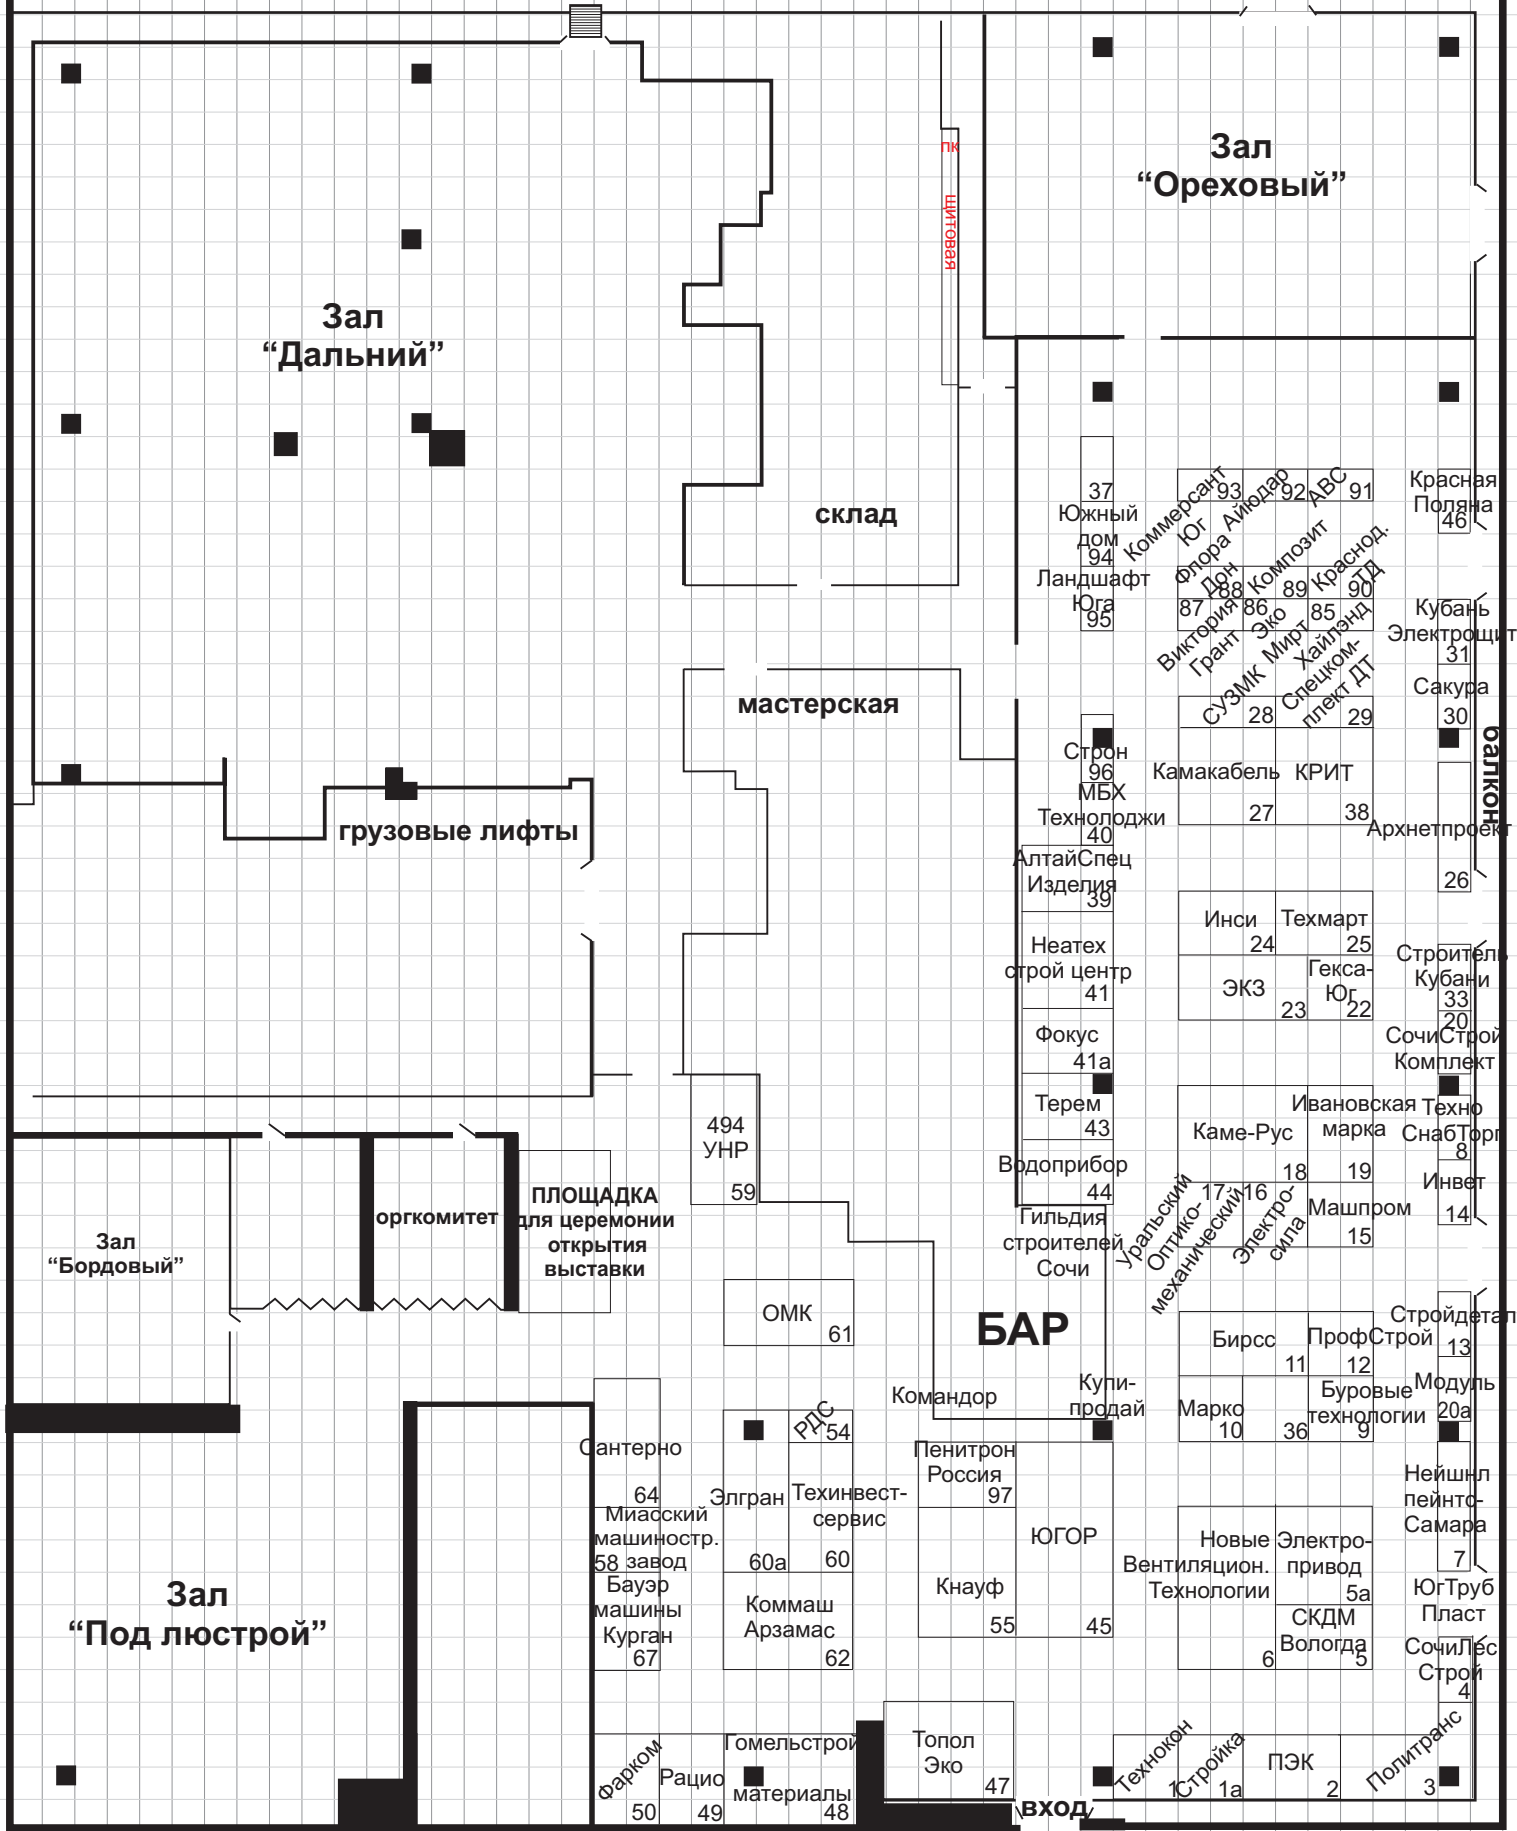 пк
щитовая
Зал
“Ореховый”
Зал
“Дальний”
склад
мастерская
грузовые лифты
балкон
37
Южный
дом
94
Ландшафт
Юга
95
Коммерсант
Юг
93
Айюдар
92
АВС
91
Флора
Дон
88
Композит
89
Краснод.
ТД
90
87
Виктория
Грант
86
Эко
Мирт
85
Хайлэнд
СУЗМК
28
Спецком-
плект ДТ
29
Красная
Поляна
46
Кубань
Электрощит
31
Сакура
30
Строн
96
МБХ
Технолоджи
40
Камакабель
27
КРИТ
38
Архнетпроект
26
АлтайСпец
Изделия
39
Неатех
строй центр
41
Фокус
41а
Терем
43
Водоприбор
44
Инси
24
Техмарт
25
ЭКЗ
23
Гекса-
Юг
22
Строитель
Кубани
33
20
СочиСтрой
Комплект
Каме-Рус
18
Ивановская
марка
19
Техно
СнабТорг
8
Инвет
14
17
Уральский
Оптико-
механический
16
Электро-
сила
Машпром
15
494
УНР
59
ПЛОЩАДКА
для церемонии
открытия
выставки
оргкомитет
Зал
“Бордовый”
Гильдия
строителей
Сочи
БАР
ОМК
61
Командор
Купи-
продай
Бирсс
11
ПрофСтрой
12
Стройдетал
13
Марко
10
36
Буровые
технологии
9
Модуль
20а
Сантерно
64
РДС
54
Элгран
60а
Техинвест-
сервис
60
Пенитрон
Россия
97
ЮГОР
45
Нейшнл
пейнтс-
Самара
7
Миасский
машиностр.
58 завод
Бауэр
машины
Курган
67
Коммаш
Арзамас
62
Кнауф
55
Новые
Вентиляцион.
Технологии
6
Электро-
привод
5а
СКДМ
Вологда
5
ЮгТруб
Пласт
СочиЛес
Строй
4
Зал
“Под люстрой”
Фарком
50
Рацио
49
Гомельстрой
материалы
48
Топол
Эко
47
вход
Технокон
1
Стройка
1а
ПЭК
2
Политранс
3